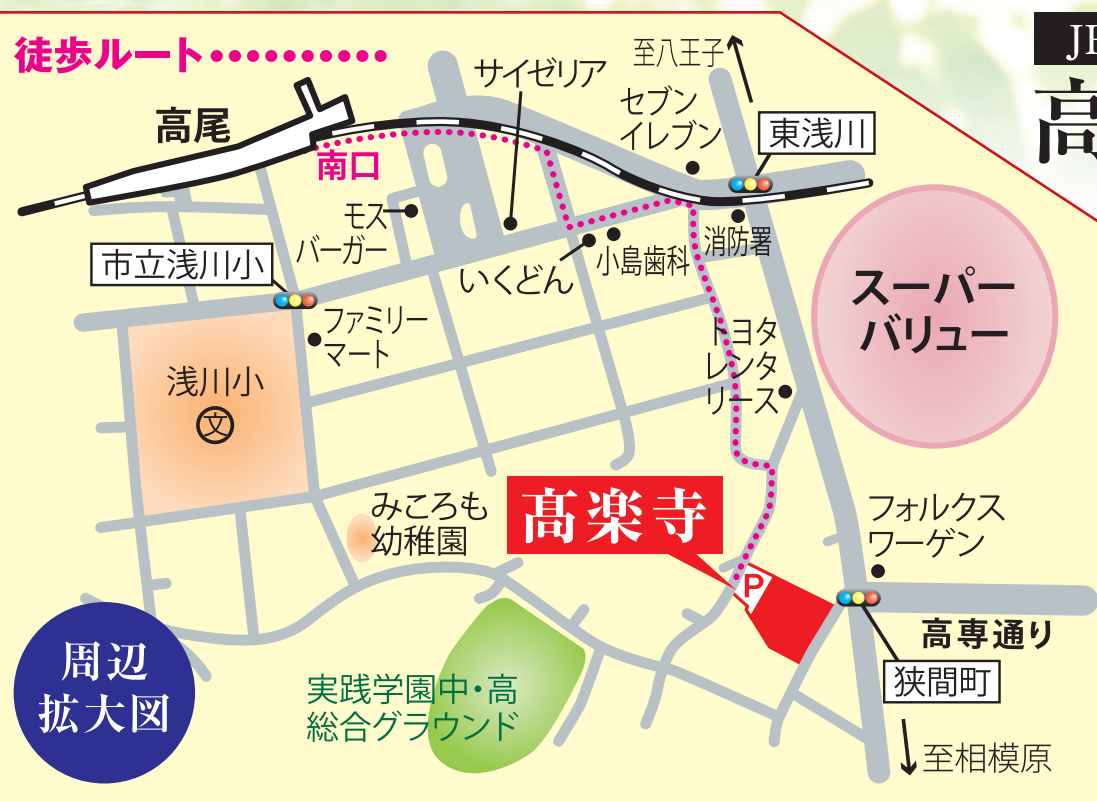 徒歩ルート
至八王子
サイゼリア
セブン
イレブン
東浅川
高尾
南口
モス
バーガー
市立浅川小
いくどん
小島歯科
消防署
スーパー
バリュー
ファミリー
マート
トヨタ
レンタ
リース
浅川小
文
みころも
幼稚園
髙楽寺
P
フォルクス
ワーゲン
高専通り
狭間町
周辺
拡大図
実践学園中・高
総合グラウンド
至相模原
高